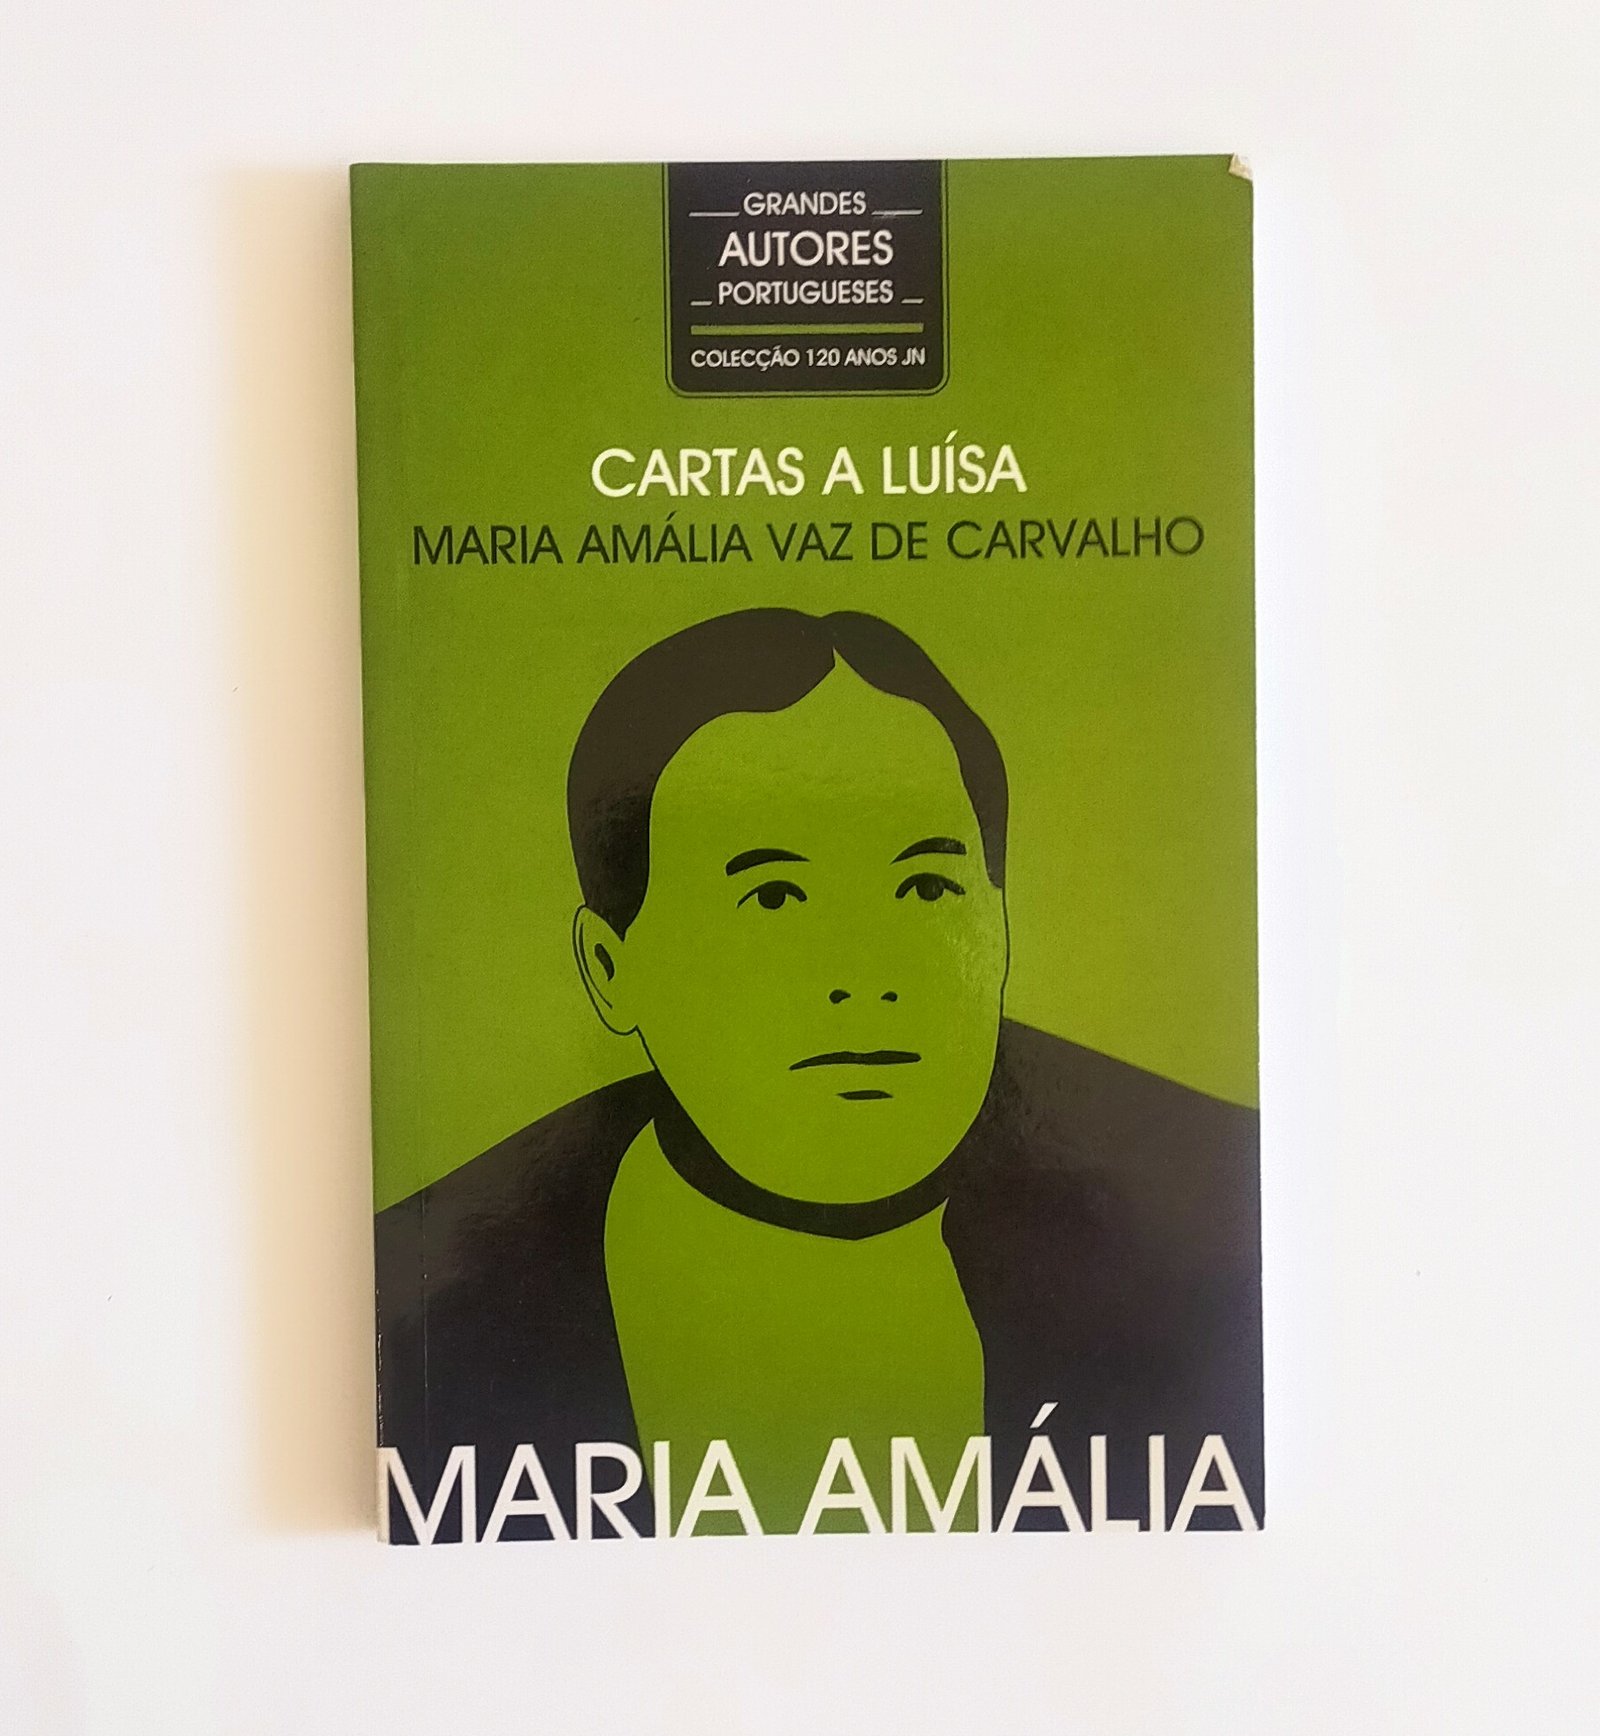 GRANDES
AUTORES
PORTUGUESES
COLECÇÃO 120 ANOS JN
CARTAS A LUÍSA
MARIA AMÁLIA VAZ DE CARVALHO
MARIA AMÁLIA